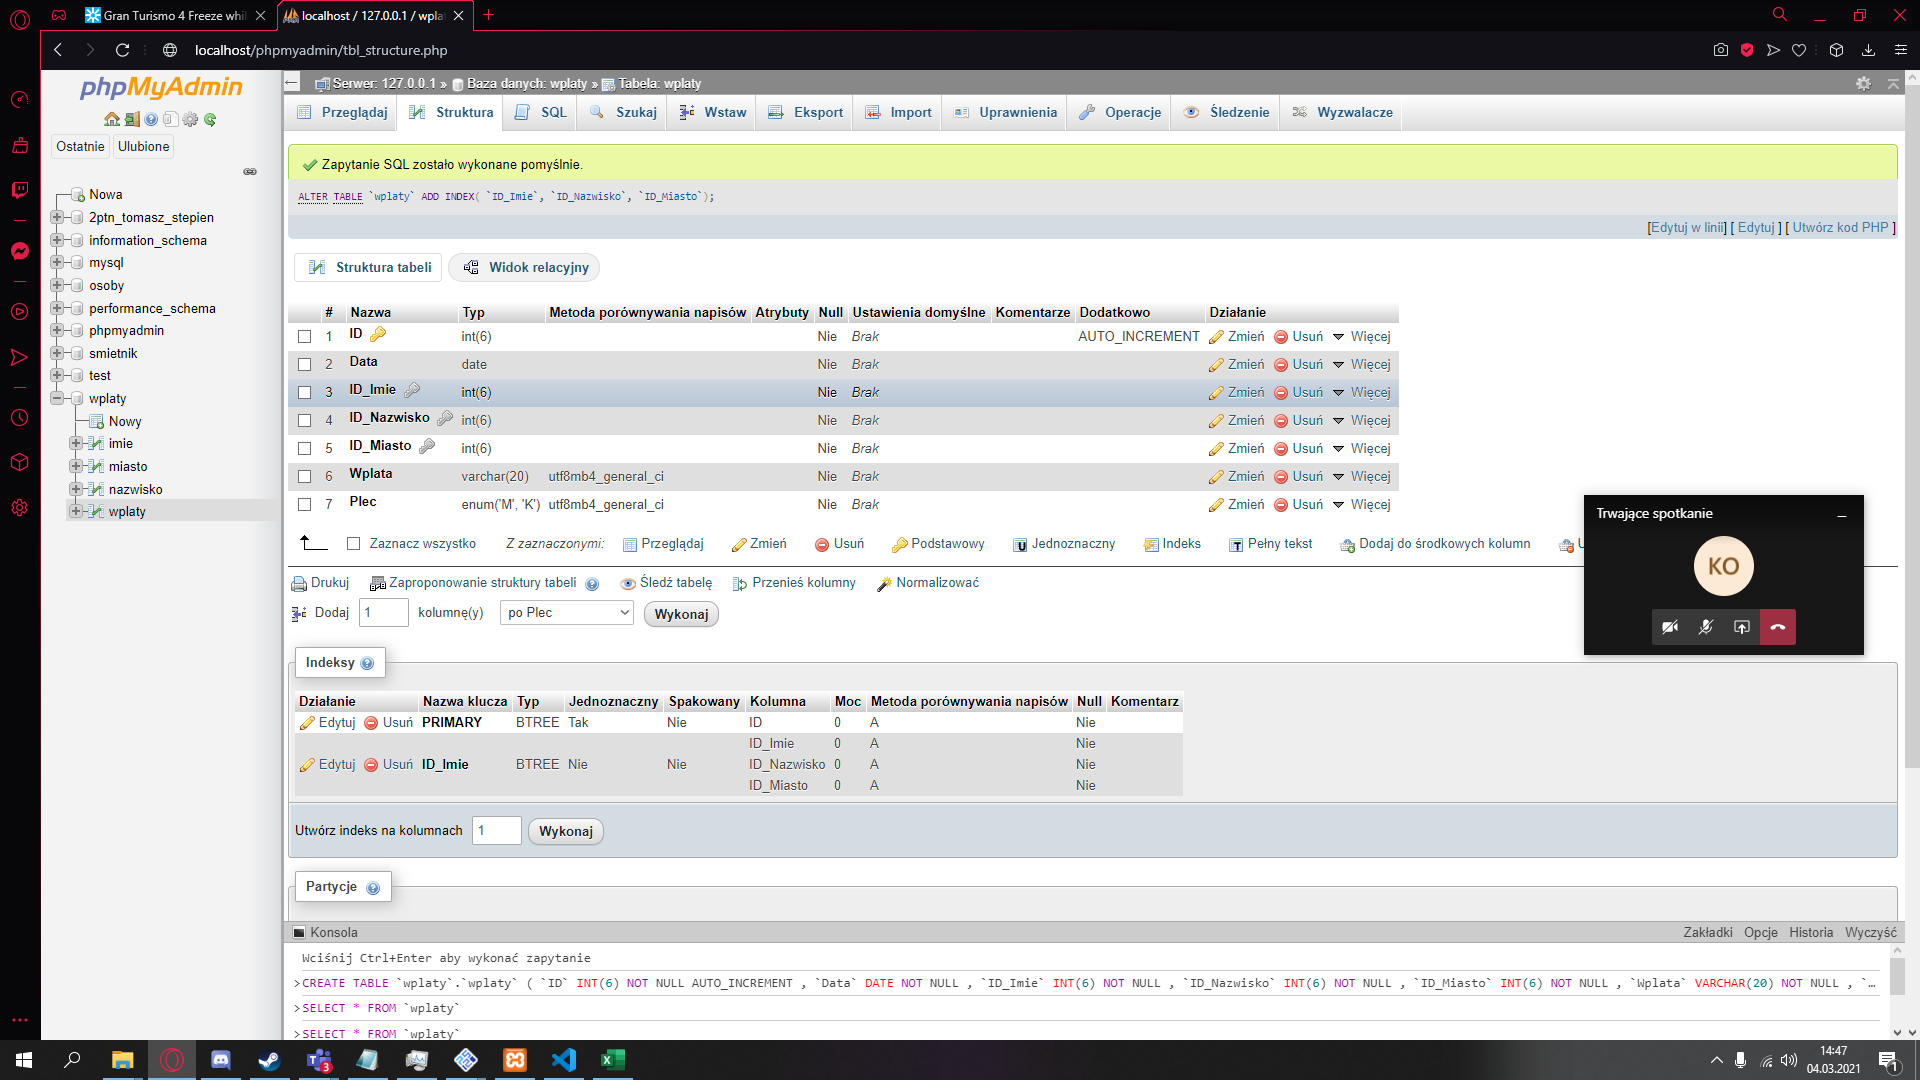 Gran Turismo 4 Freeze whil
localhost / 127.0.0.1 / wpła
localhost/phpmyadmin/tbl_structure.php
phpMyAdmin
Ostatnie
Ulubione
Nowa
2ptn_tomasz_stepien
information_schema
mysql
osoby
performance_schema
phpmyadmin
smietnik
test
wplaty
Nowy
imie
miasto
nazwisko
wplaty
Serwer: 127.0.0.1 » Baza danych: wplaty » Tabela: wplaty
Przeglądaj Struktura SQL Szukaj Wstaw Eksport Import Uprawnienia Operacje Śledzenie Wyzwalacze
Zapytanie SQL zostało wykonane pomyślnie.
ALTER TABLE `wplaty` ADD INDEX( `ID_Imie`, `ID_Nazwisko`, `ID_Miasto`);
[Edytuj w linii] [ Edytuj ] [ Utwórz kod PHP ]
Struktura tabeli Widok relacyjny
# Nazwa Typ Metoda porównywania napisów Atrybuty Null Ustawienia domyślne Komentarze Dodatkowo Działanie
1 ID int(6) Nie Brak AUTO_INCREMENT Zmień Usuń Więcej
2 Data date Nie Brak Zmień Usuń Więcej
3 ID_Imie int(6) Nie Brak Zmień Usuń Więcej
4 ID_Nazwisko int(6) Nie Brak Zmień Usuń Więcej
5 ID_Miasto int(6) Nie Brak Zmień Usuń Więcej
6 Wplata varchar(20) utf8mb4_general_ci Nie Brak Zmień Usuń Więcej
7 Plec enum('M', 'K') utf8mb4_general_ci Nie Brak Zmień Usuń Więcej
Zaznacz wszystko Z zaznaczonymi: Przeglądaj Zmień Usuń Podstawowy Jednoznaczny Indeks Pełny tekst Dodaj do środkowych kolumn U
Drukuj Zaproponowanie struktury tabeli Śledź tabelę Przenieś kolumny Normalizować
Dodaj 1 kolumnę(y) po Plec Wykonaj
Trwające spotkanie
KO
Indeksy
Działanie Nazwa klucza Typ Jednoznaczny Spakowany Kolumna Moc Metoda porównywania napisów Null Komentarz
Edytuj Usuń PRIMARY BTREE Tak Nie ID 0 A Nie
ID_Imie 0 A Nie
Edytuj Usuń ID_Imie BTREE Nie Nie ID_Nazwisko 0 A Nie
ID_Miasto 0 A Nie
Utwórz indeks na kolumnach 1 Wykonaj
Partycje
Konsola Zakładki Opcje Historia Wyczyść
Wciśnij Ctrl+Enter aby wykonać zapytanie
>CREATE TABLE `wplaty`.`wplaty` ( `ID` INT(6) NOT NULL AUTO_INCREMENT , `Data` DATE NOT NULL , `ID_Imie` INT(6) NOT NULL , `ID_Nazwisko` INT(6) NOT NULL , `ID_Miasto` INT(6) NOT NULL , `Wplata` VARCHAR(20) NOT NULL , `…
>SELECT * FROM `wplaty`
>SELECT * FROM `wplaty`
3
14:47
04.03.2021
1